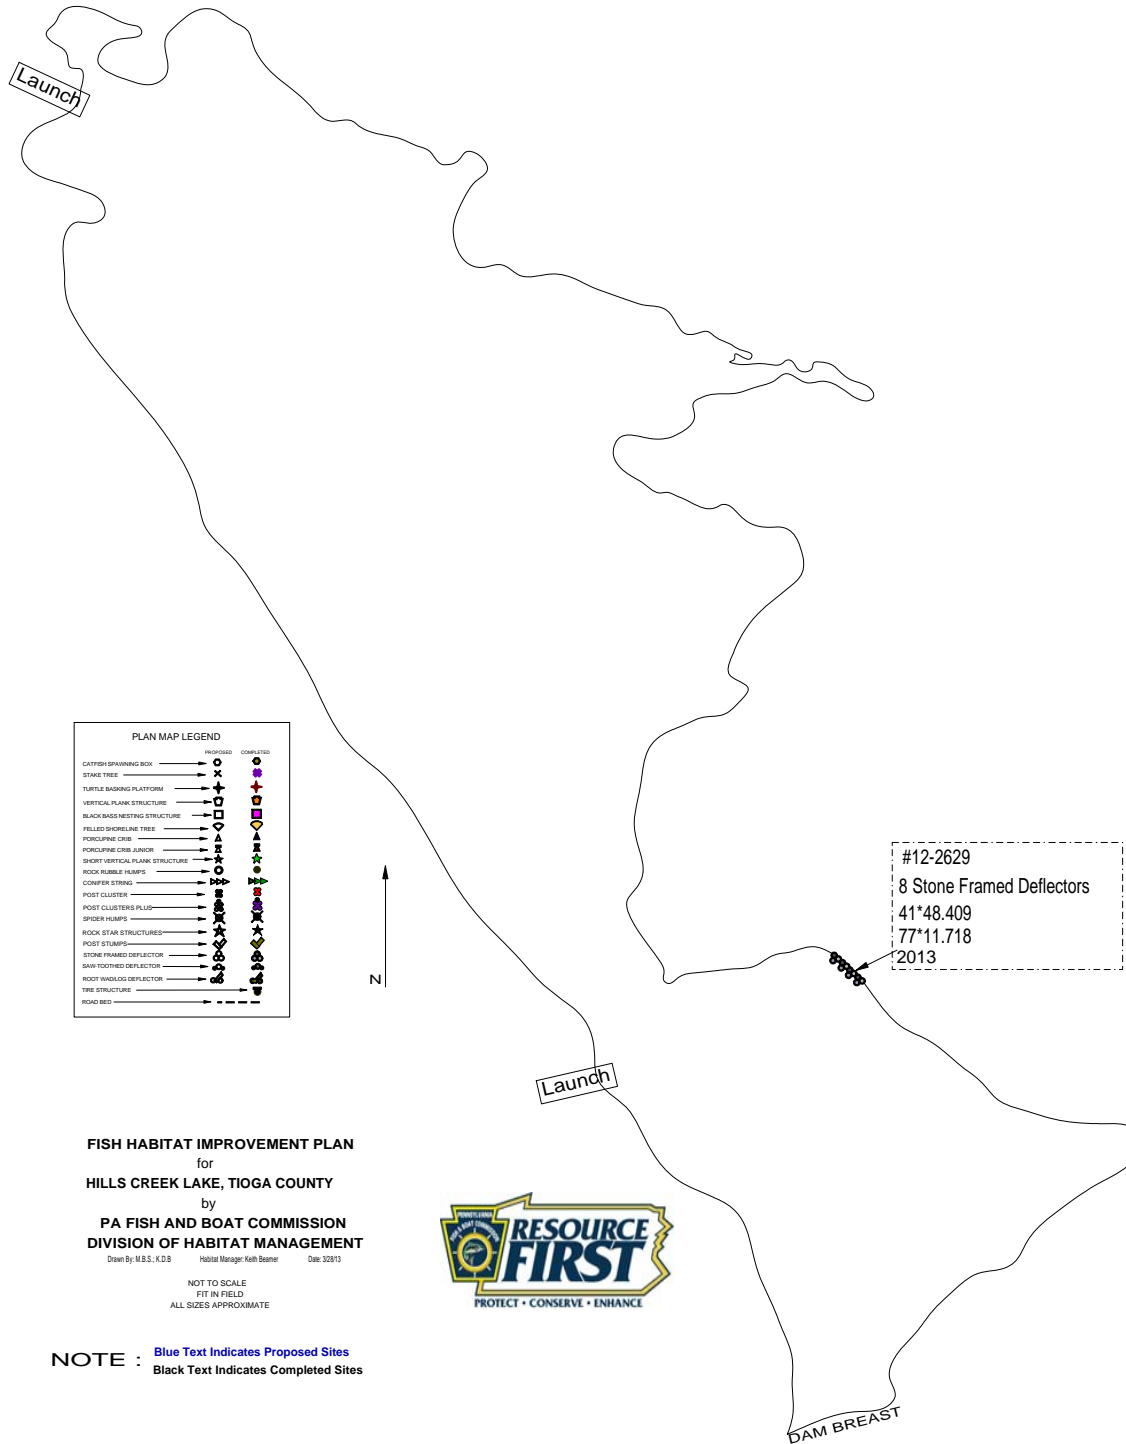 Launch
PLAN MAP LEGEND
PROPOSED COMPLETED
CATFISH SPAWNING BOX
STAKE TREE
TURTLE BASKING PLATFORM
VERTICAL PLANK STRUCTURE
BLACK BASS NESTING STRUCTURE
FELLED SHORELINE TREE
PORCUPINE CRIB
PORCUPINE CRIB JUNIOR
SHORT VERTICAL PLANK STRUCTURE
ROCK RUBBLE HUMPS
CONIFER STRING
POST CLUSTER
POST CLUSTERS PLUS
SPIDER HUMPS
ROCK STAR STRUCTURES
POST STUMPS
STONE FRAMED DEFLECTOR
SAW-TOOTHED DEFLECTOR
ROOT WAD/LOG DEFLECTOR
TIRE STRUCTURE
ROAD BED
N
#12-2629
8 Stone Framed Deflectors
41*48.409
77*11.718
2013
Launch
FISH HABITAT IMPROVEMENT PLAN
for
HILLS CREEK LAKE, TIOGA COUNTY
by
PA FISH AND BOAT COMMISSION
DIVISION OF HABITAT MANAGEMENT
Drawn By: M.B.S.; K.D.B Habitat Manager: Keith Beamer Date: 3/28/13
NOT TO SCALE
FIT IN FIELD
ALL SIZES APPROXIMATE
PENNSYLVANIA
FISH & BOAT COMMISSION
RESOURCE
FIRST
PROTECT • CONSERVE • ENHANCE
NOTE : Blue Text Indicates Proposed Sites
Black Text Indicates Completed Sites
DAM BREAST